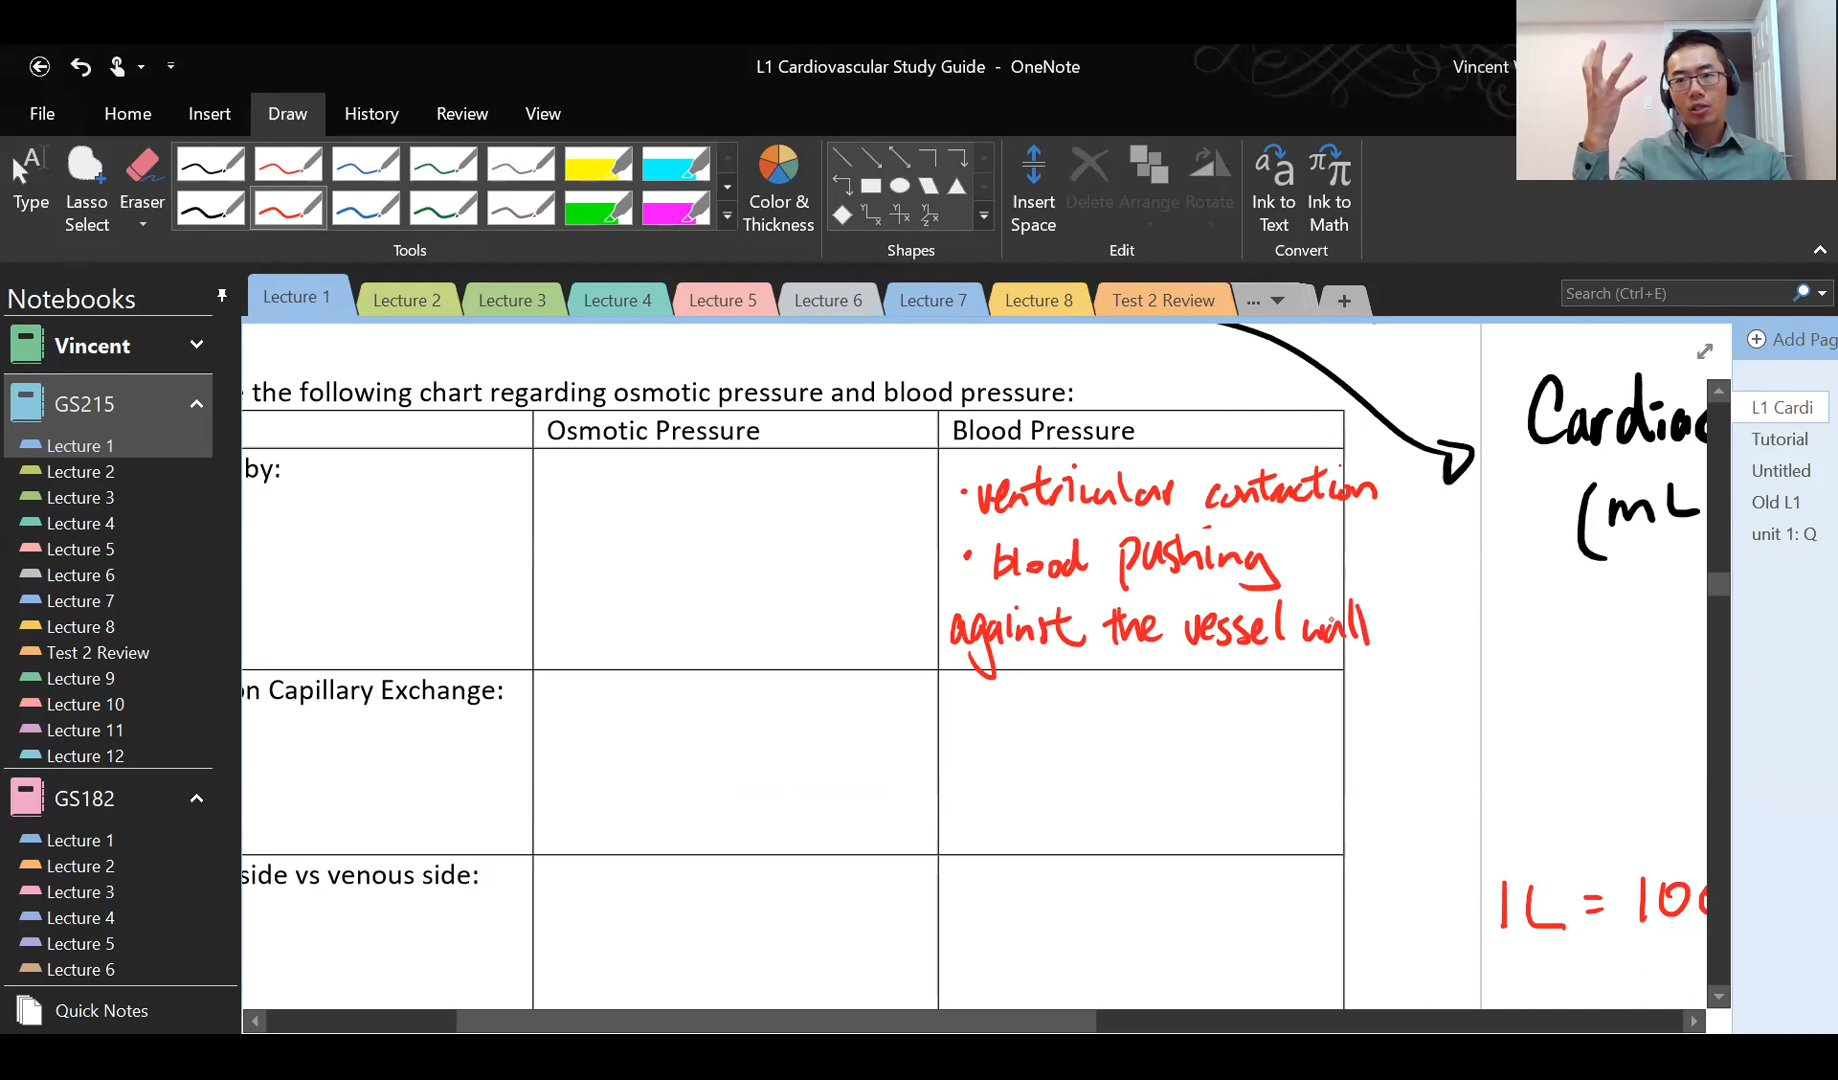 L1 Cardiovascular Study Guide - OneNote
Vincent
File
Home
Insert
Draw
History
Review
View
Type
Lasso Select
Eraser
Color & Thickness
Insert Space
Delete
Arrange
Rotate
Ink to Text
Ink to Math
Tools
Shapes
Edit
Convert
Notebooks
Lecture 1
Lecture 2
Lecture 3
Lecture 4
Lecture 5
Lecture 6
Lecture 7
Lecture 8
Test 2 Review
...
Search (Ctrl+E)
Vincent
GS215
Lecture 1
Lecture 2
Lecture 3
Lecture 4
Lecture 5
Lecture 6
Lecture 7
Lecture 8
Test 2 Review
Lecture 9
Lecture 10
Lecture 11
Lecture 12
GS182
Lecture 1
Lecture 2
Lecture 3
Lecture 4
Lecture 5
Lecture 6
Quick Notes
the following chart regarding osmotic pressure and blood pressure:
Osmotic Pressure
Blood Pressure
by:
• ventricular contraction
• blood pushing
against the vessel wall
on Capillary Exchange:
side vs venous side:
Cardiac
(mL
1L = 100
Add Pag
L1 Cardi
Tutorial
Untitled
Old L1
unit 1: Q